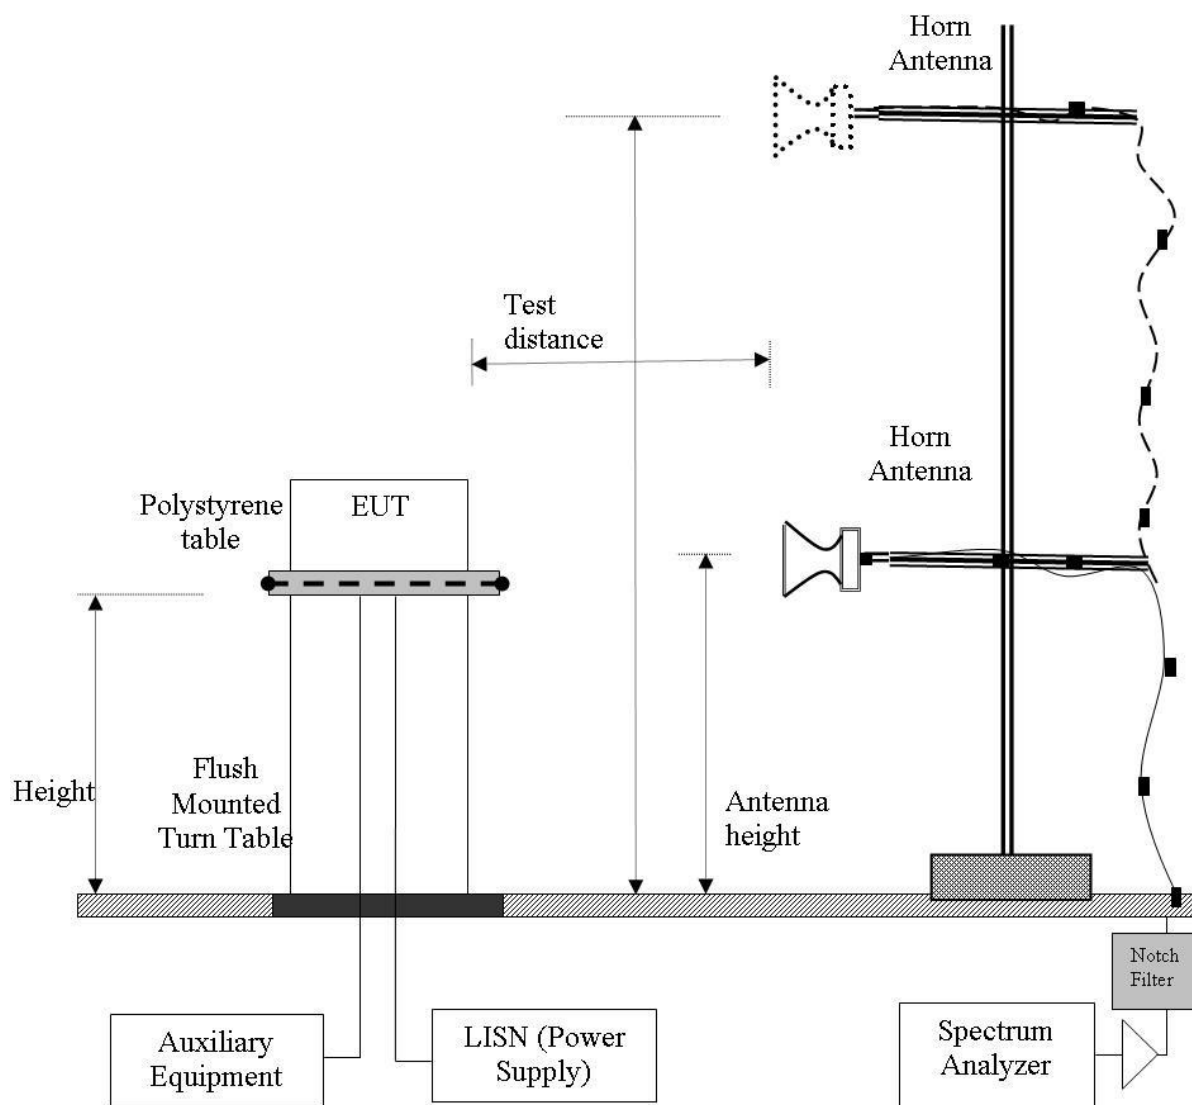 Horn
Antenna
Test
distance
Horn
Antenna
Polystyrene
table
EUT
Height
Flush
Mounted
Turn Table
Antenna
height
Notch
Filter
Auxiliary
Equipment
LISN (Power
Supply)
Spectrum
Analyzer